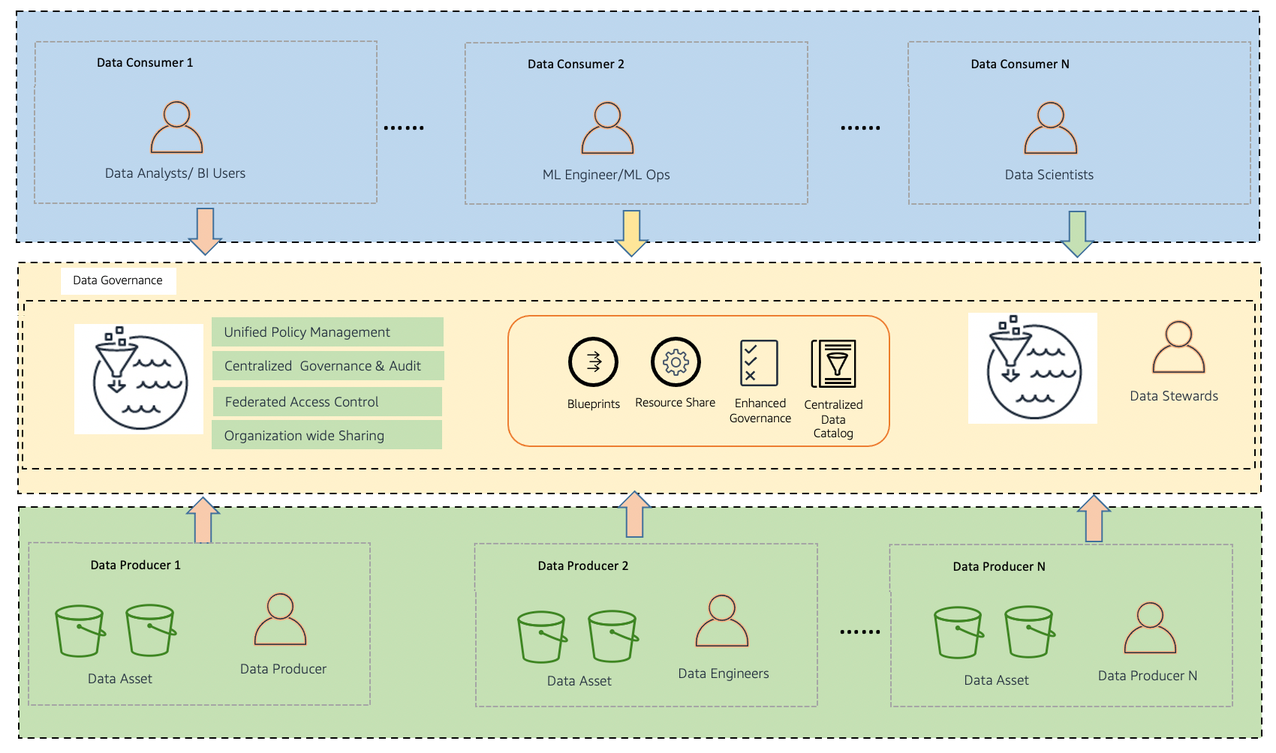 Data Consumer 1
Data Consumer 2
Data Consumer N
......
......
Data Analysts/ BI Users
ML Engineer/ML Ops
Data Scientists
Data Governance
Unified Policy Management
Centralized  Governance & Audit
Federated Access Control
Organization wide Sharing
Blueprints
Resource Share
Enhanced
Governance
Centralized
Data
Catalog
Data Stewards
Data Producer 1
Data Producer 2
Data Producer N
......
Data Asset
Data Producer
Data Asset
Data Engineers
Data Asset
Data Producer N